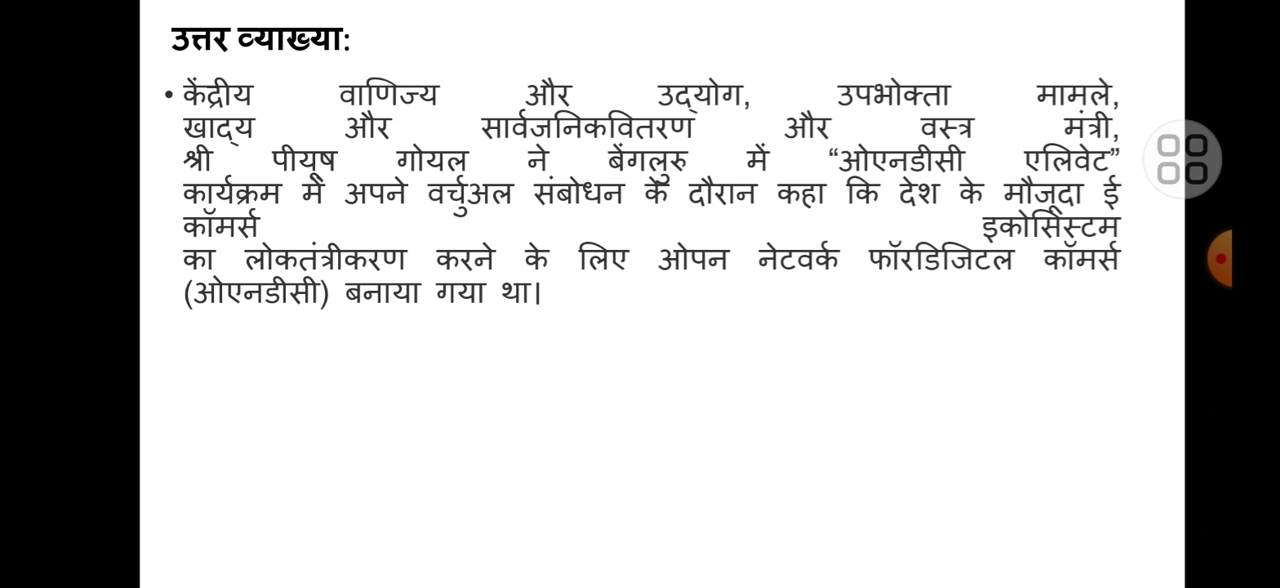 उत्तर व्याख्या:
• केंद्रीय वाणिज्य और उद्योग, उपभोक्ता मामले,
खाद्य और सार्वजनिकवितरण और वस्त्र मंत्री,
श्री पीयूष गोयल ने बेंगलुरु में “ओएनडीसी एलिवेट”
कार्यक्रम में अपने वर्चुअल संबोधन के दौरान कहा कि देश के मौजूदा ई
कॉमर्स इकोसिस्टम
का लोकतंत्रीकरण करने के लिए ओपन नेटवर्क फॉरडिजिटल कॉमर्स
(ओएनडीसी) बनाया गया था।